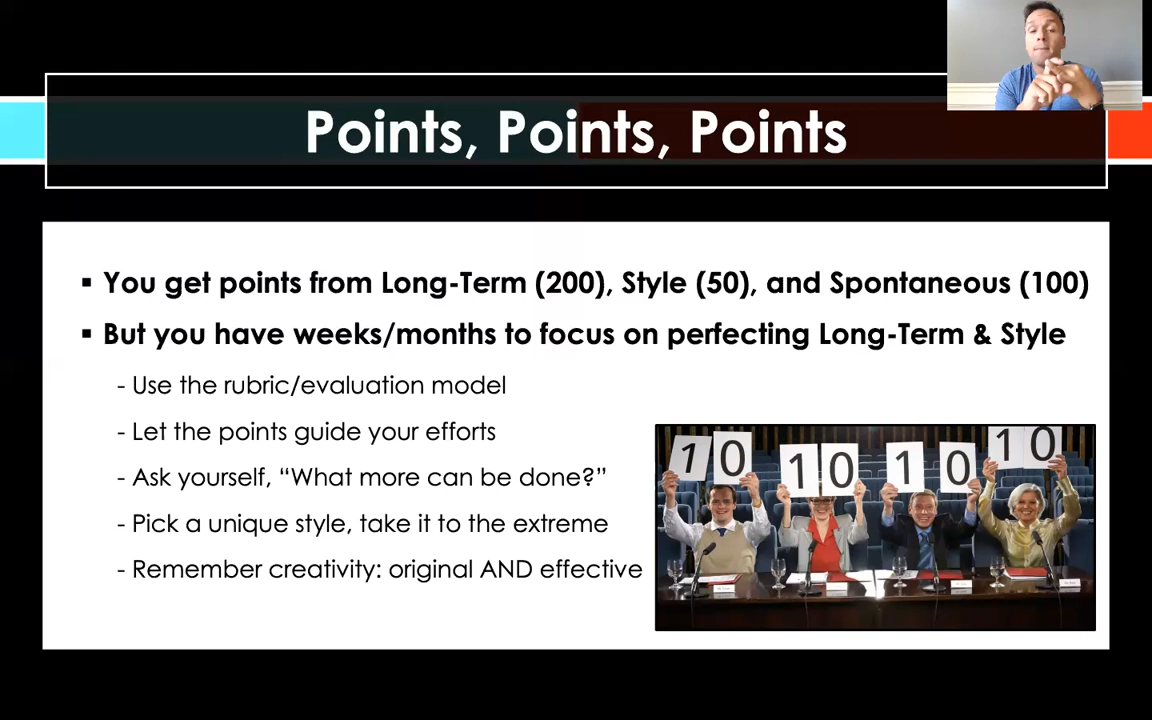 Points, Points, Points
▪ You get points from Long-Term (200), Style (50), and Spontaneous (100)
▪ But you have weeks/months to focus on perfecting Long-Term & Style
- Use the rubric/evaluation model
- Let the points guide your efforts
- Ask yourself, “What more can be done?”
- Pick a unique style, take it to the extreme
- Remember creativity: original AND effective
10 10 10 10